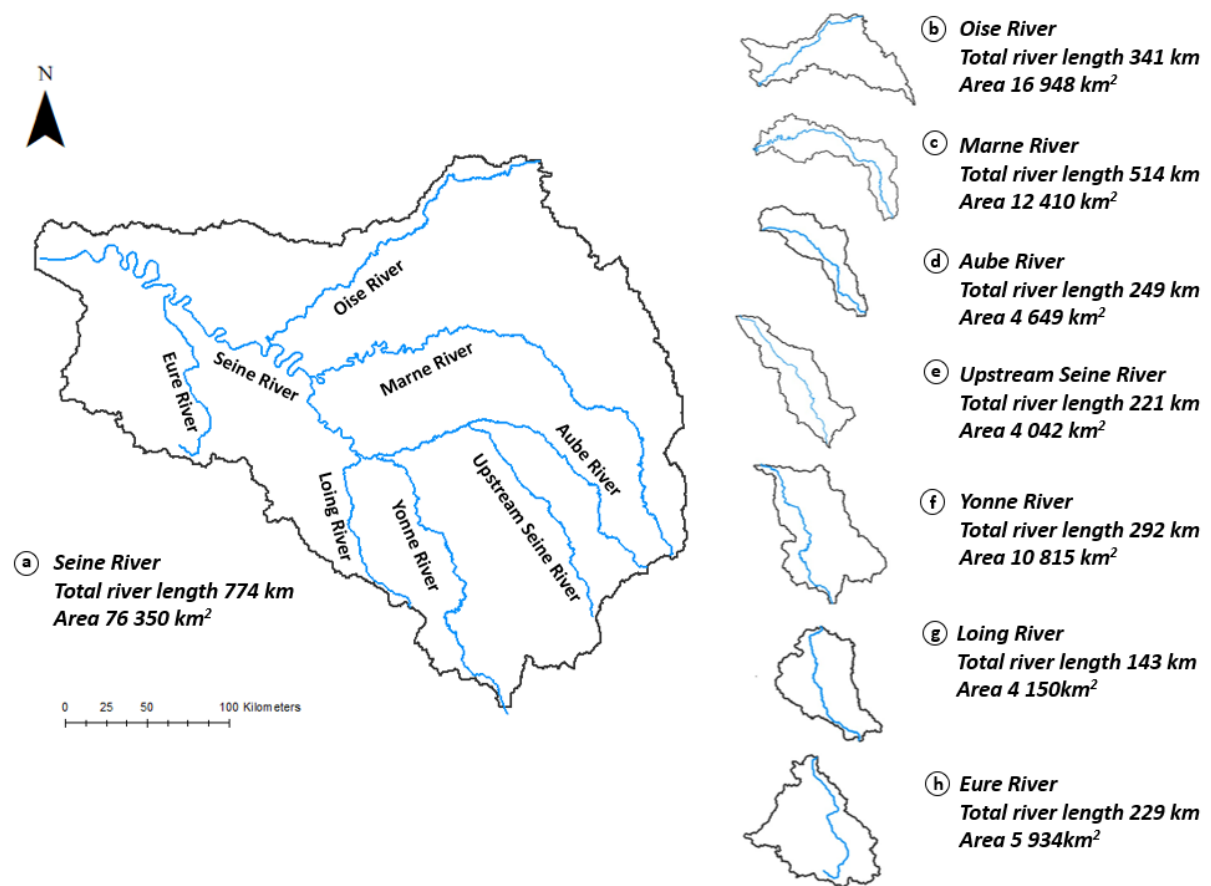 N
Oise River
Eure River
Seine River
Marne River
Aube River
Upstream Seine River
Loing River
Yonne River
a Seine River
Total river length 774 km
Area 76 350 km²
0 25 50 100 Kilometers
b Oise River
Total river length 341 km
Area 16 948 km²
c Marne River
Total river length 514 km
Area 12 410 km²
d Aube River
Total river length 249 km
Area 4 649 km²
e Upstream Seine River
Total river length 221 km
Area 4 042 km²
f Yonne River
Total river length 292 km
Area 10 815 km²
g Loing River
Total river length 143 km
Area 4 150km²
h Eure River
Total river length 229 km
Area 5 934km²